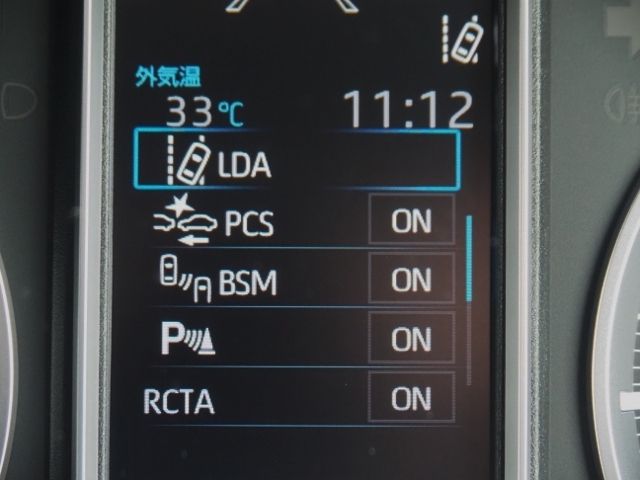 外気温
33℃ 11:12
LDA
PCS ON
BSM ON
P ON
RCTA ON